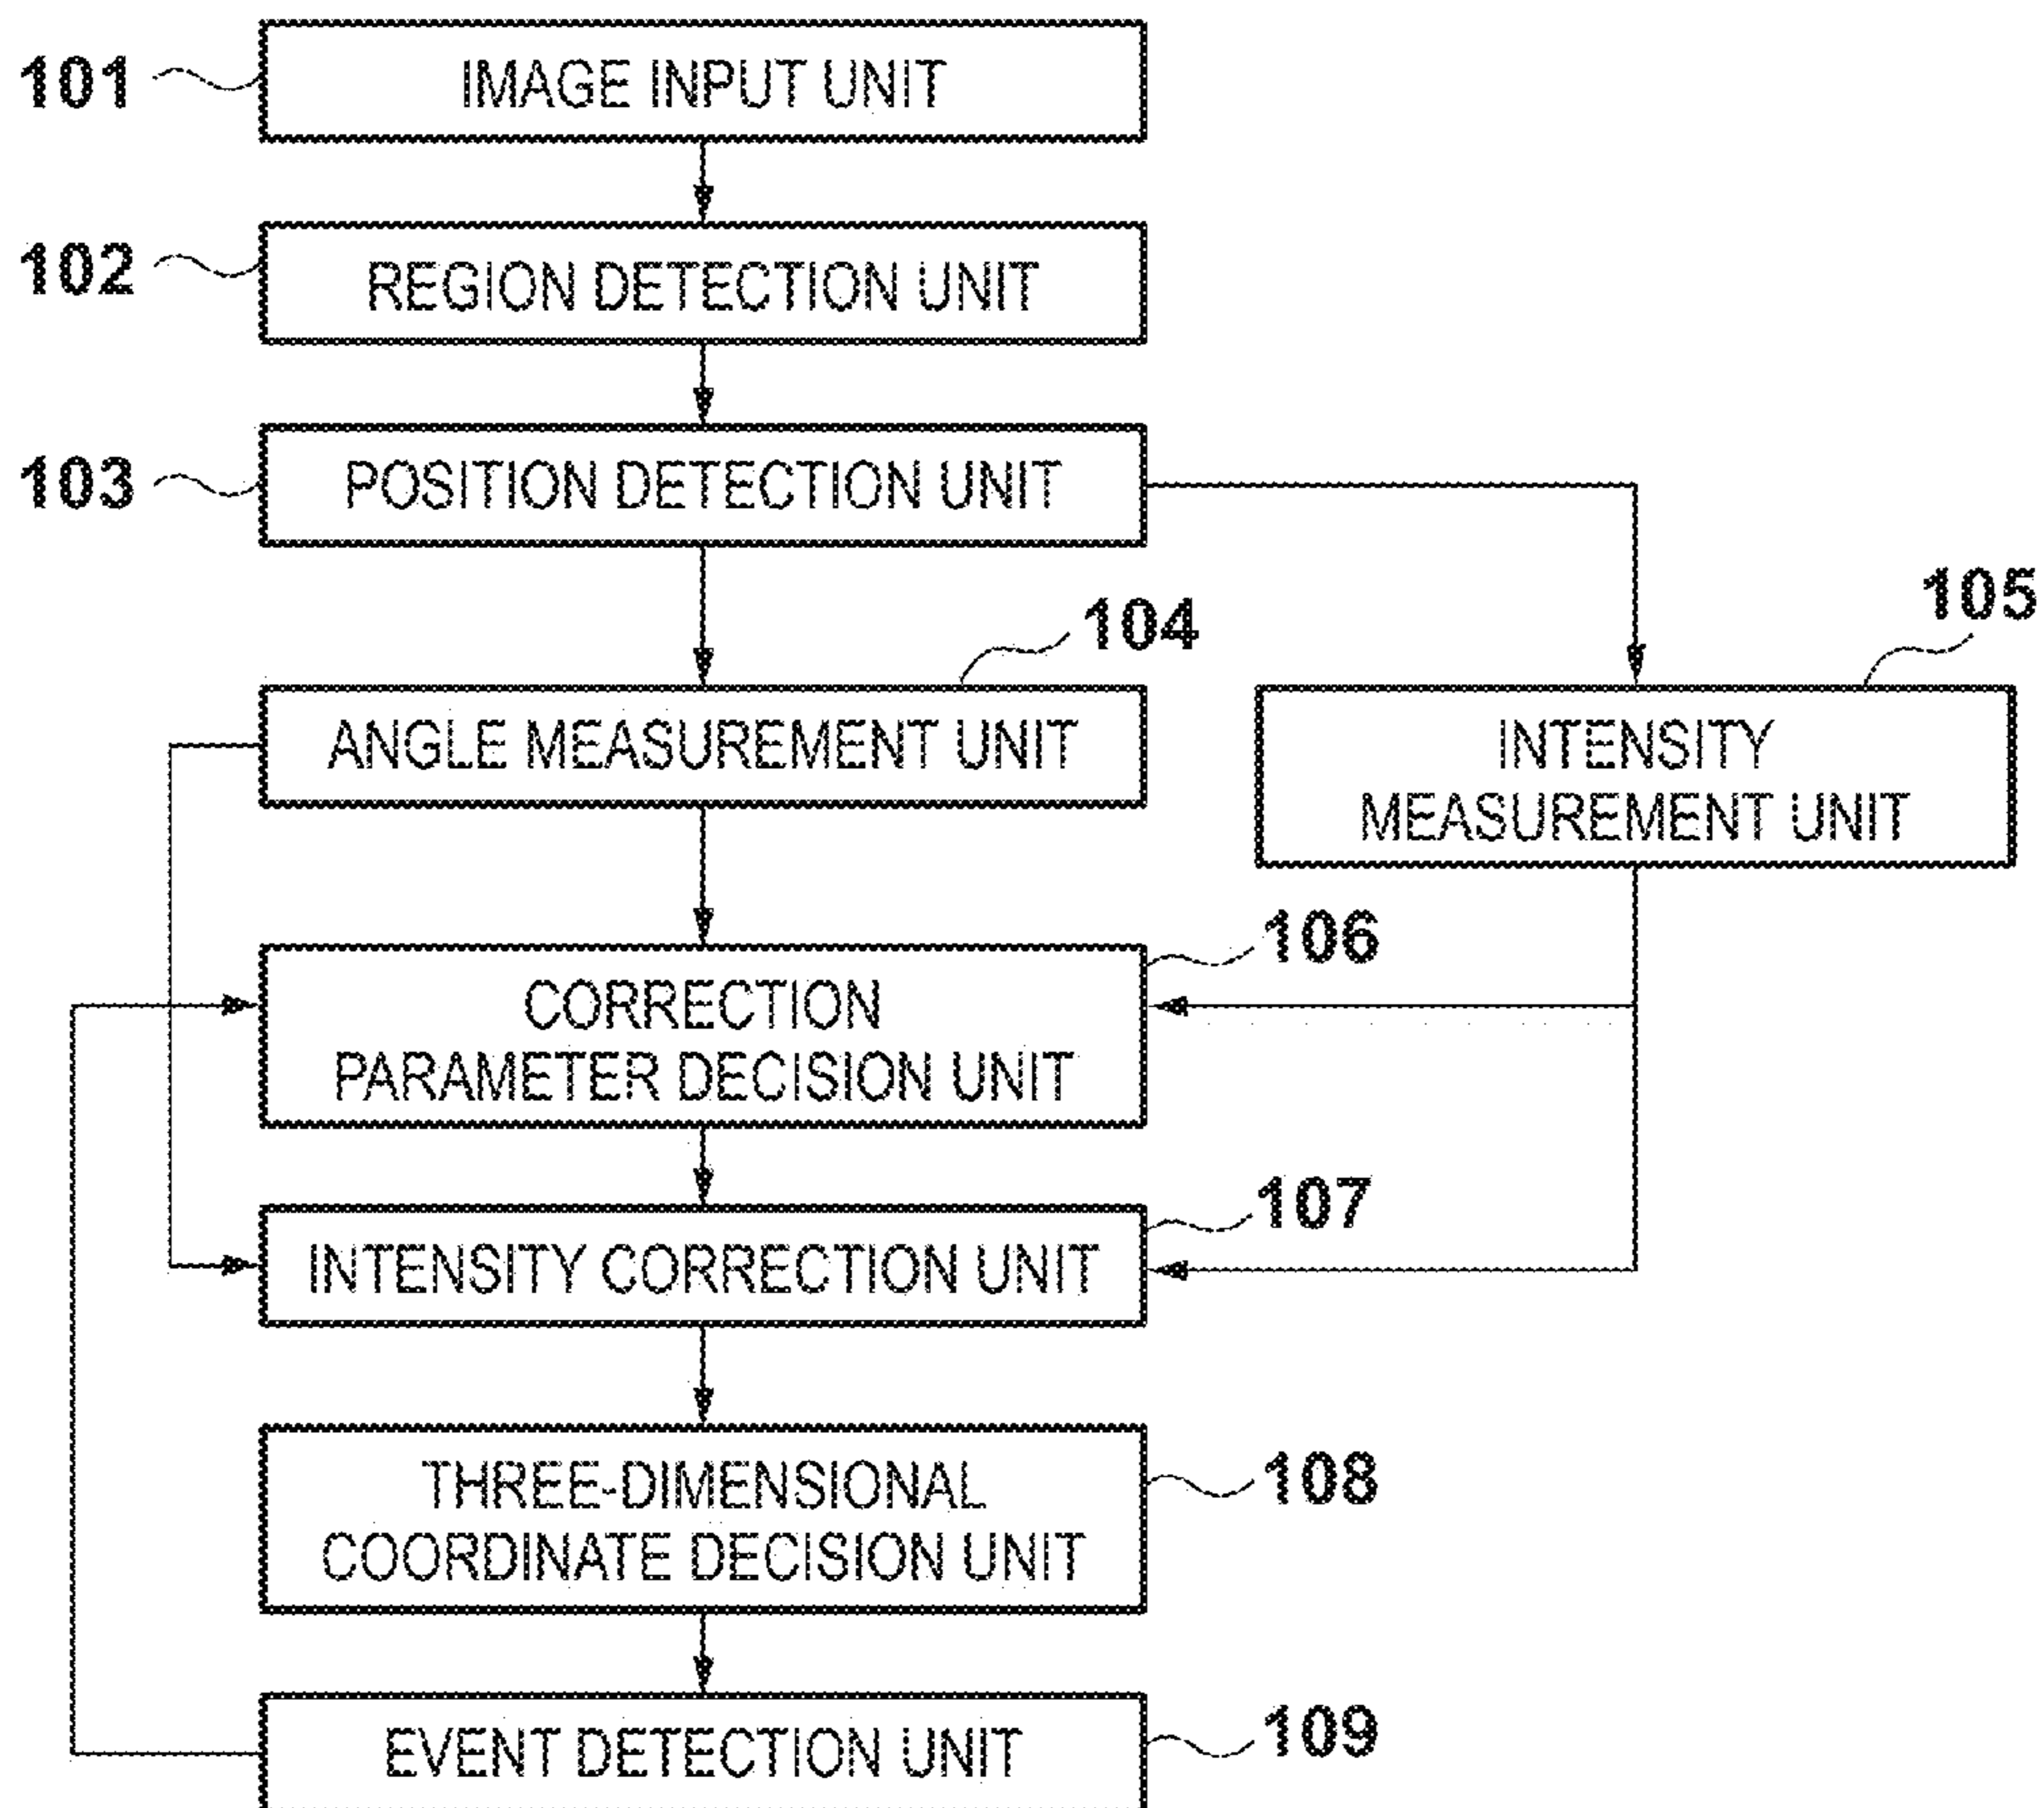 101
IMAGE INPUT UNIT
102
REGION DETECTION UNIT
103
POSITION DETECTION UNIT
104
ANGLE MEASUREMENT UNIT
105
INTENSITY
MEASUREMENT UNIT
106
CORRECTION
PARAMETER DECISION UNIT
107
INTENSITY CORRECTION UNIT
108
THREE-DIMENSIONAL
COORDINATE DECISION UNIT
109
EVENT DETECTION UNIT